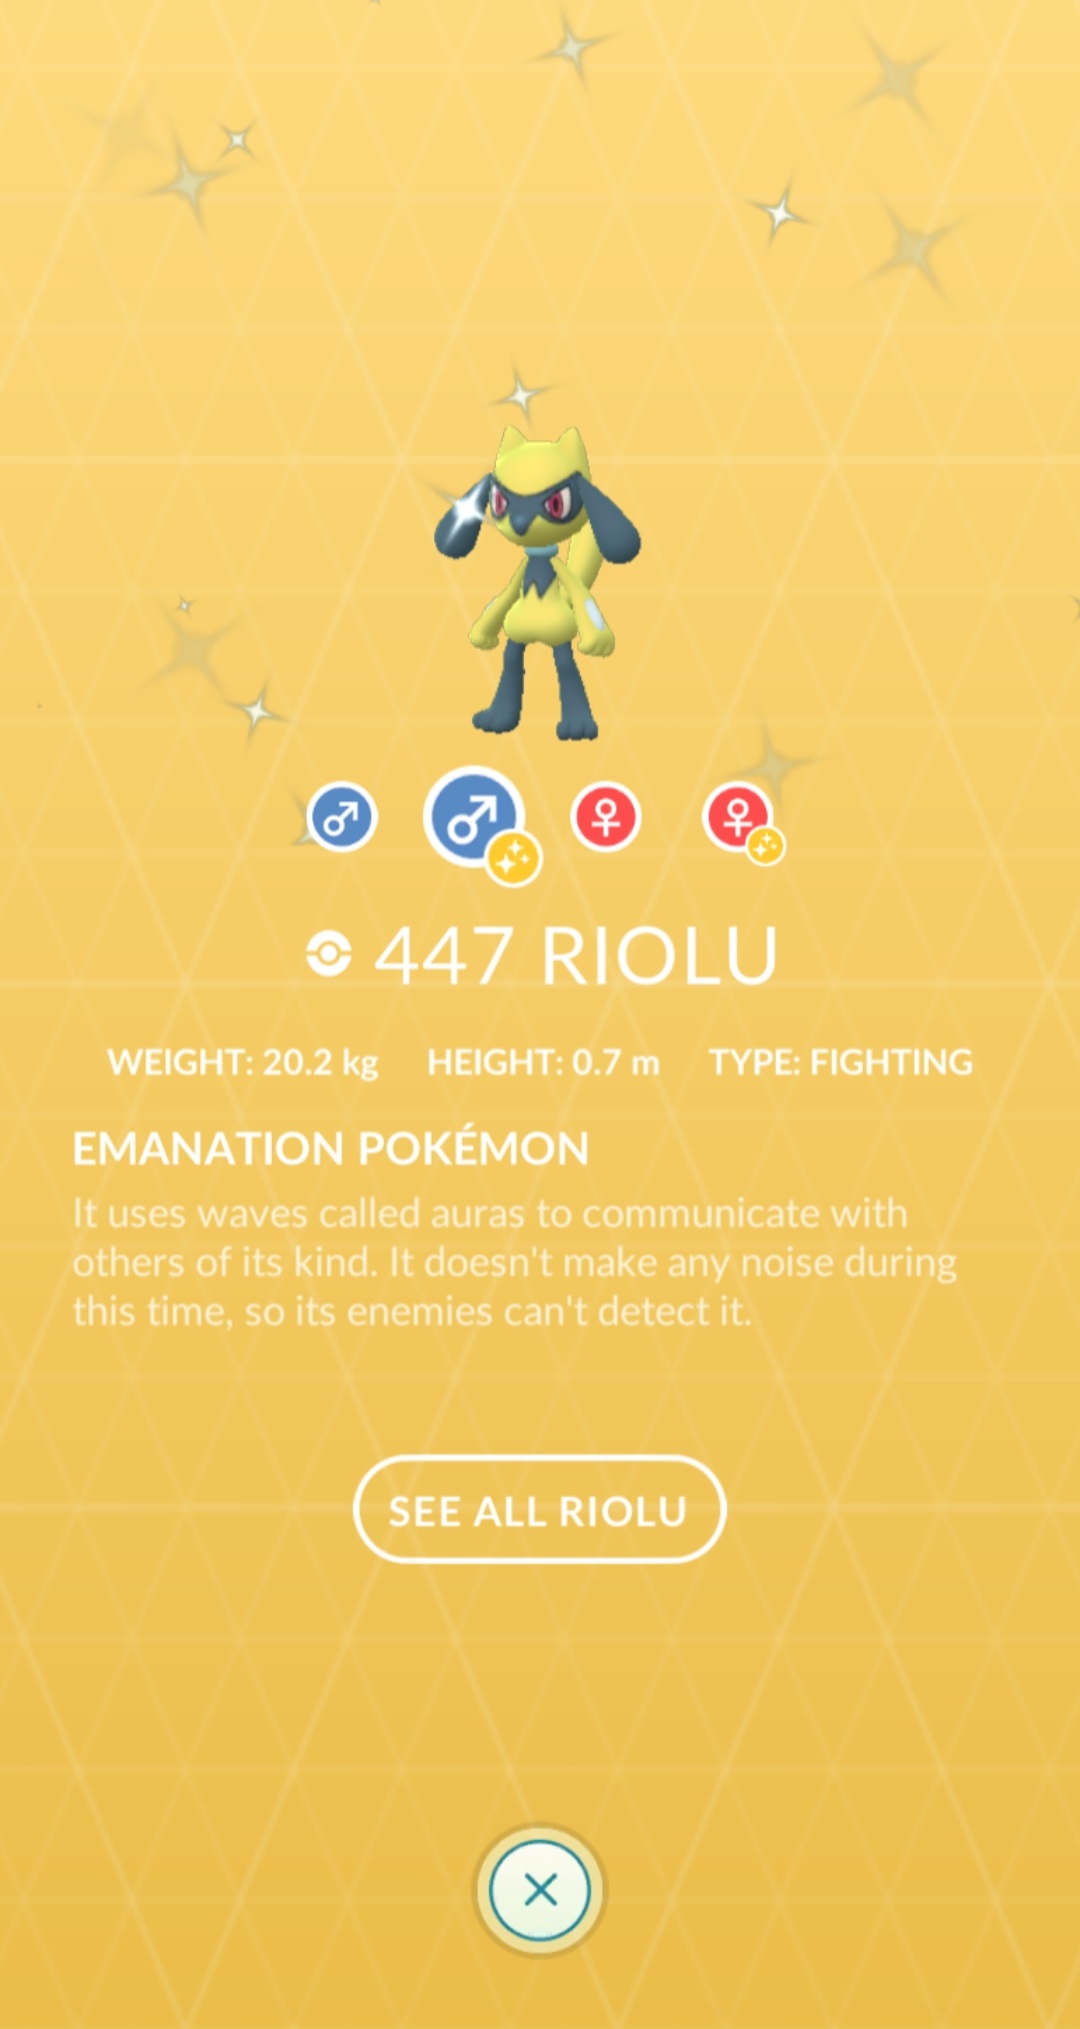 447 RIOLU
WEIGHT: 20.2 kg HEIGHT: 0.7 m TYPE: FIGHTING
EMANATION POKÉMON
It uses waves called auras to communicate with
others of its kind. It doesn't make any noise during
this time, so its enemies can't detect it.
SEE ALL RIOLU